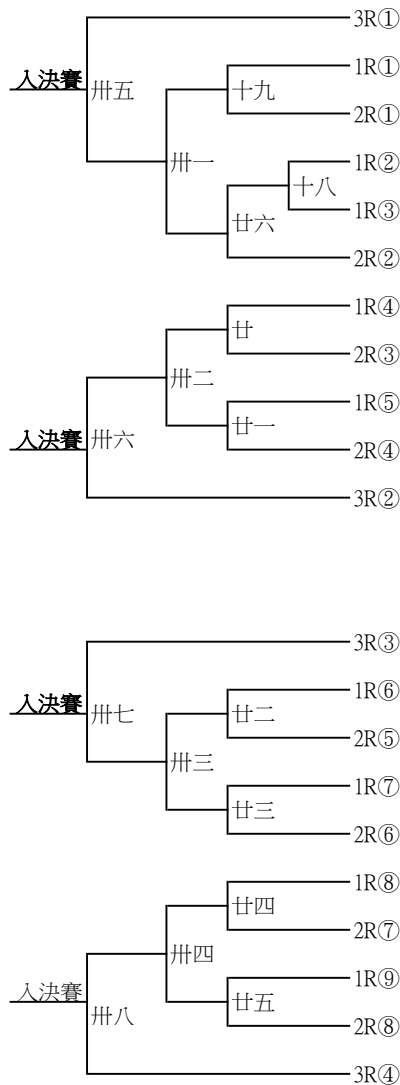 3R①
1R①
入決賽
卅五
十九
2R①
1R②
卅一
十八
1R③
廿六
2R②
1R④
廿
2R③
卅二
1R⑤
廿一
入決賽
卅六
2R④
3R②
3R③
1R⑥
入決賽
卅七
廿二
2R⑤
卅三
1R⑦
廿三
2R⑥
1R⑧
廿四
2R⑦
卅四
1R⑨
入決賽
廿五
卅八
2R⑧
3R④